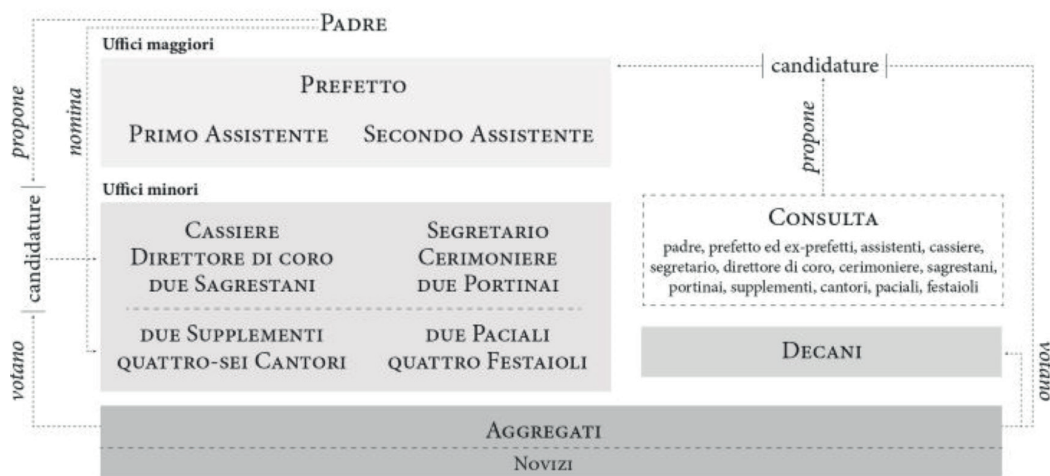 PADRE
Uffici maggiori
PREFETTO
PRIMO ASSISTENTE SECONDO ASSISTENTE
propone
nomina
|candidature|
propone
Uffici minori
CASSIERE SEGRETARIO
DIRETTORE DI CORO CERIMONIERE
DUE SAGRESTANI DUE PORTINAI
DUE SUPPLEMENTI DUE PACIALI
QUATTRO-SEI CANTORI QUATTRO FESTAIOLI
|candidature|
votano
CONSULTA
padre, prefetto ed ex-prefetti, assistenti, cassiere,
segretario, direttore di coro, cerimoniere, sagrestani,
portinai, supplementi, cantori, paciali, festaioli
DECANI
votano
AGGREGATI
NOVIZI